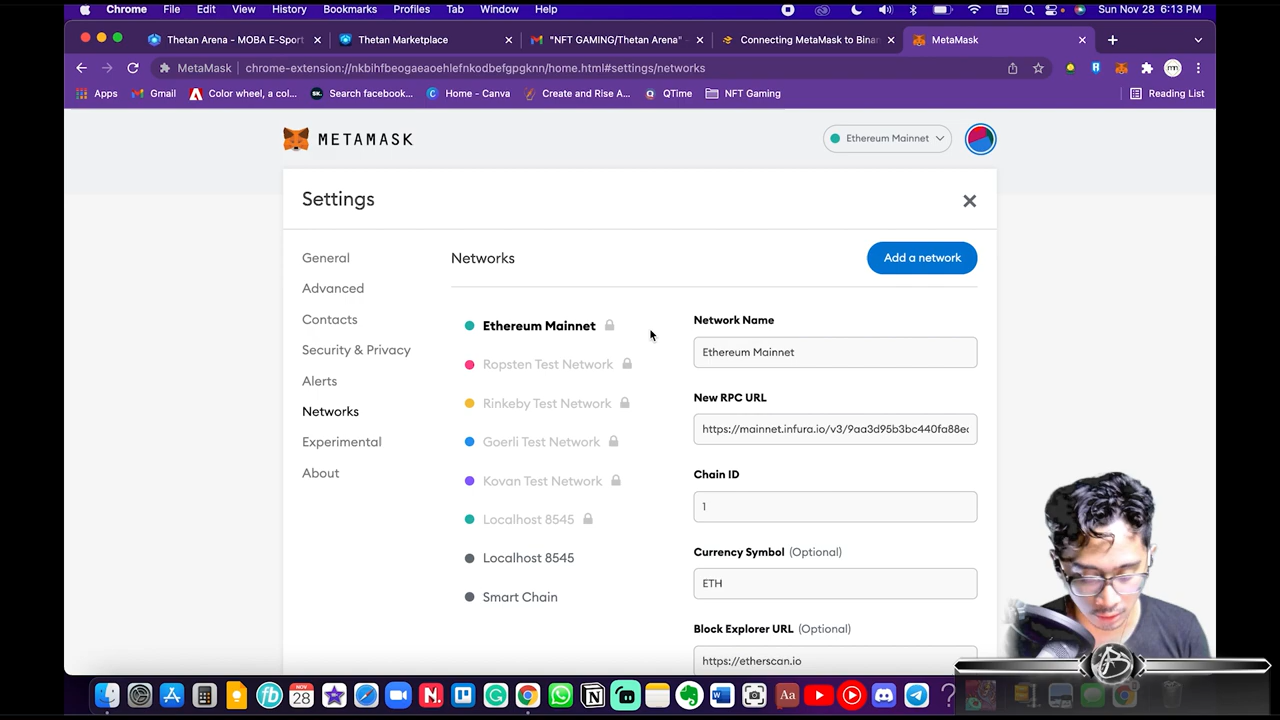 Chrome File Edit View History Bookmarks Profiles Tab Window Help Sun Nov 28 6:13 PM
Thetan Arena - MOBA E-Sport Thetan Marketplace "NFT GAMING/Thetan Arena" - Connecting MetaMask to Binan MetaMask
MetaMask chrome-extension://nkbihfbeogaeaoehlefnkodbefgpgknn/home.html#settings/networks
Apps Gmail Color wheel, a col... Search facebook... Home - Canva Create and Rise A... QTime NFT Gaming Reading List
METAMASK Ethereum Mainnet
Settings
General
Advanced
Contacts
Security & Privacy
Alerts
Networks
Experimental
About
Networks Add a network
Ethereum Mainnet
Ropsten Test Network
Rinkeby Test Network
Goerli Test Network
Kovan Test Network
Localhost 8545
Localhost 8545
Smart Chain
Network Name
Ethereum Mainnet
New RPC URL
https://mainnet.infura.io/v3/9aa3d95b3bc440fa88ec
Chain ID
1
Currency Symbol (Optional)
ETH
Block Explorer URL (Optional)
https://etherscan.io
NOV
28